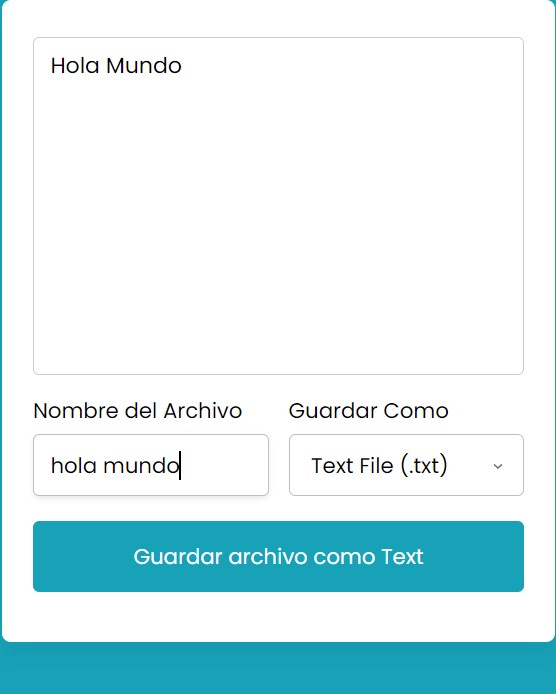 Hola Mundo
Nombre del Archivo
Guardar Como
hola mundo
Text File (.txt)
Guardar archivo como Text